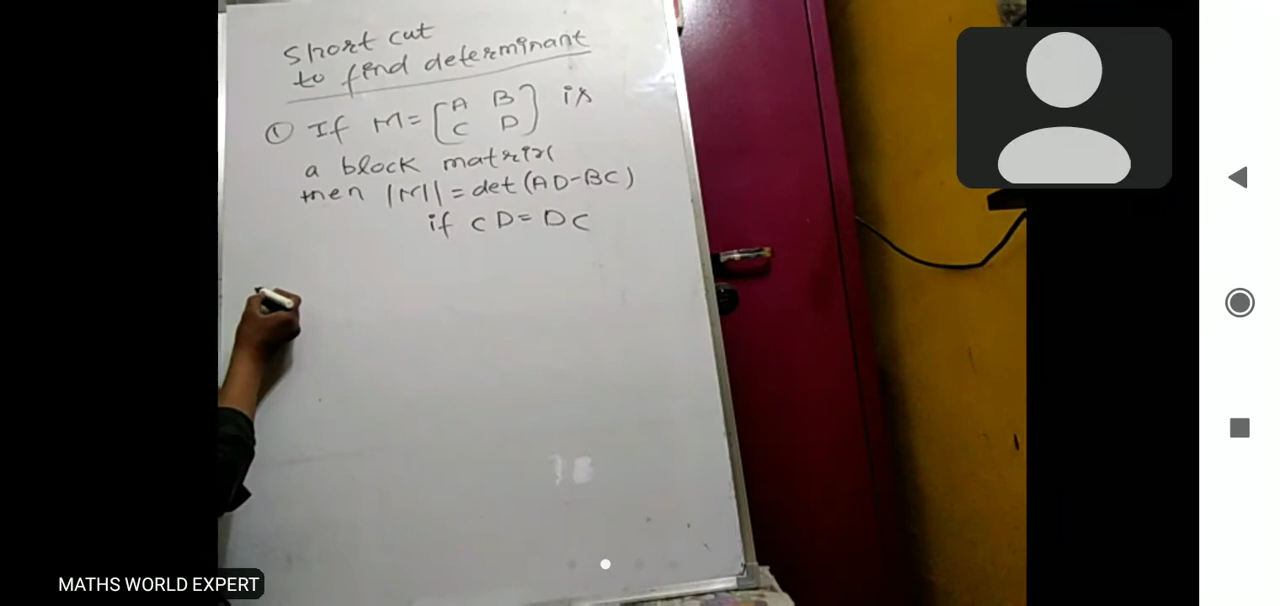 Short cut
to find determinant
① If M = [A B
C D] is
a block matrix
then |M| = det(AD-BC)
if CD = DC
MATHS WORLD EXPERT